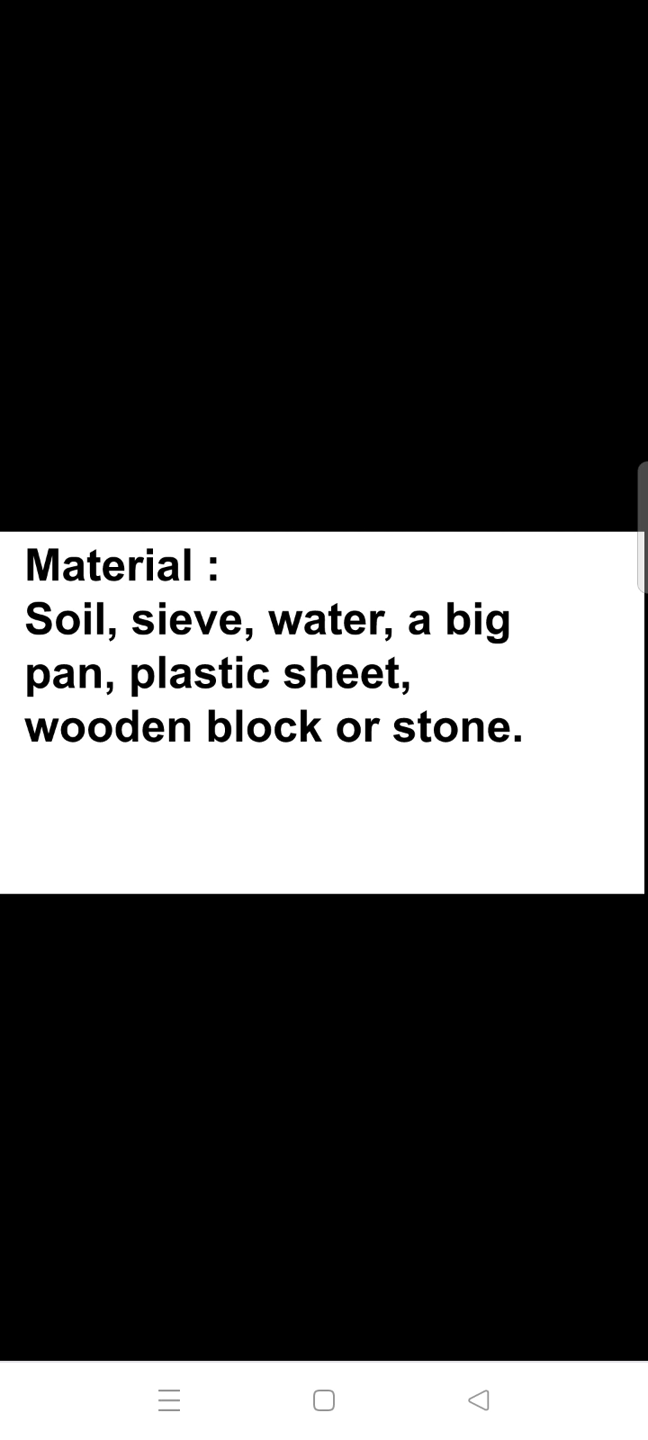 Material :
Soil, sieve, water, a big
pan, plastic sheet,
wooden block or stone.